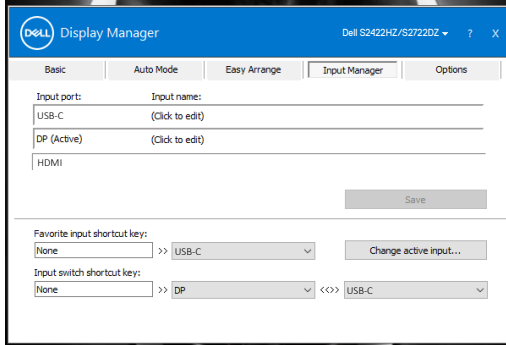 DELL Display Manager Dell S2422HZ/S2722DZ ? X
Basic Auto Mode Easy Arrange Input Manager Options
Input port: Input name:
USB-C (Click to edit)
DP (Active) (Click to edit)
HDMI
Save
Favorite input shortcut key:
None >> USB-C Change active input...
Input switch shortcut key:
None >> DP <<>> USB-C